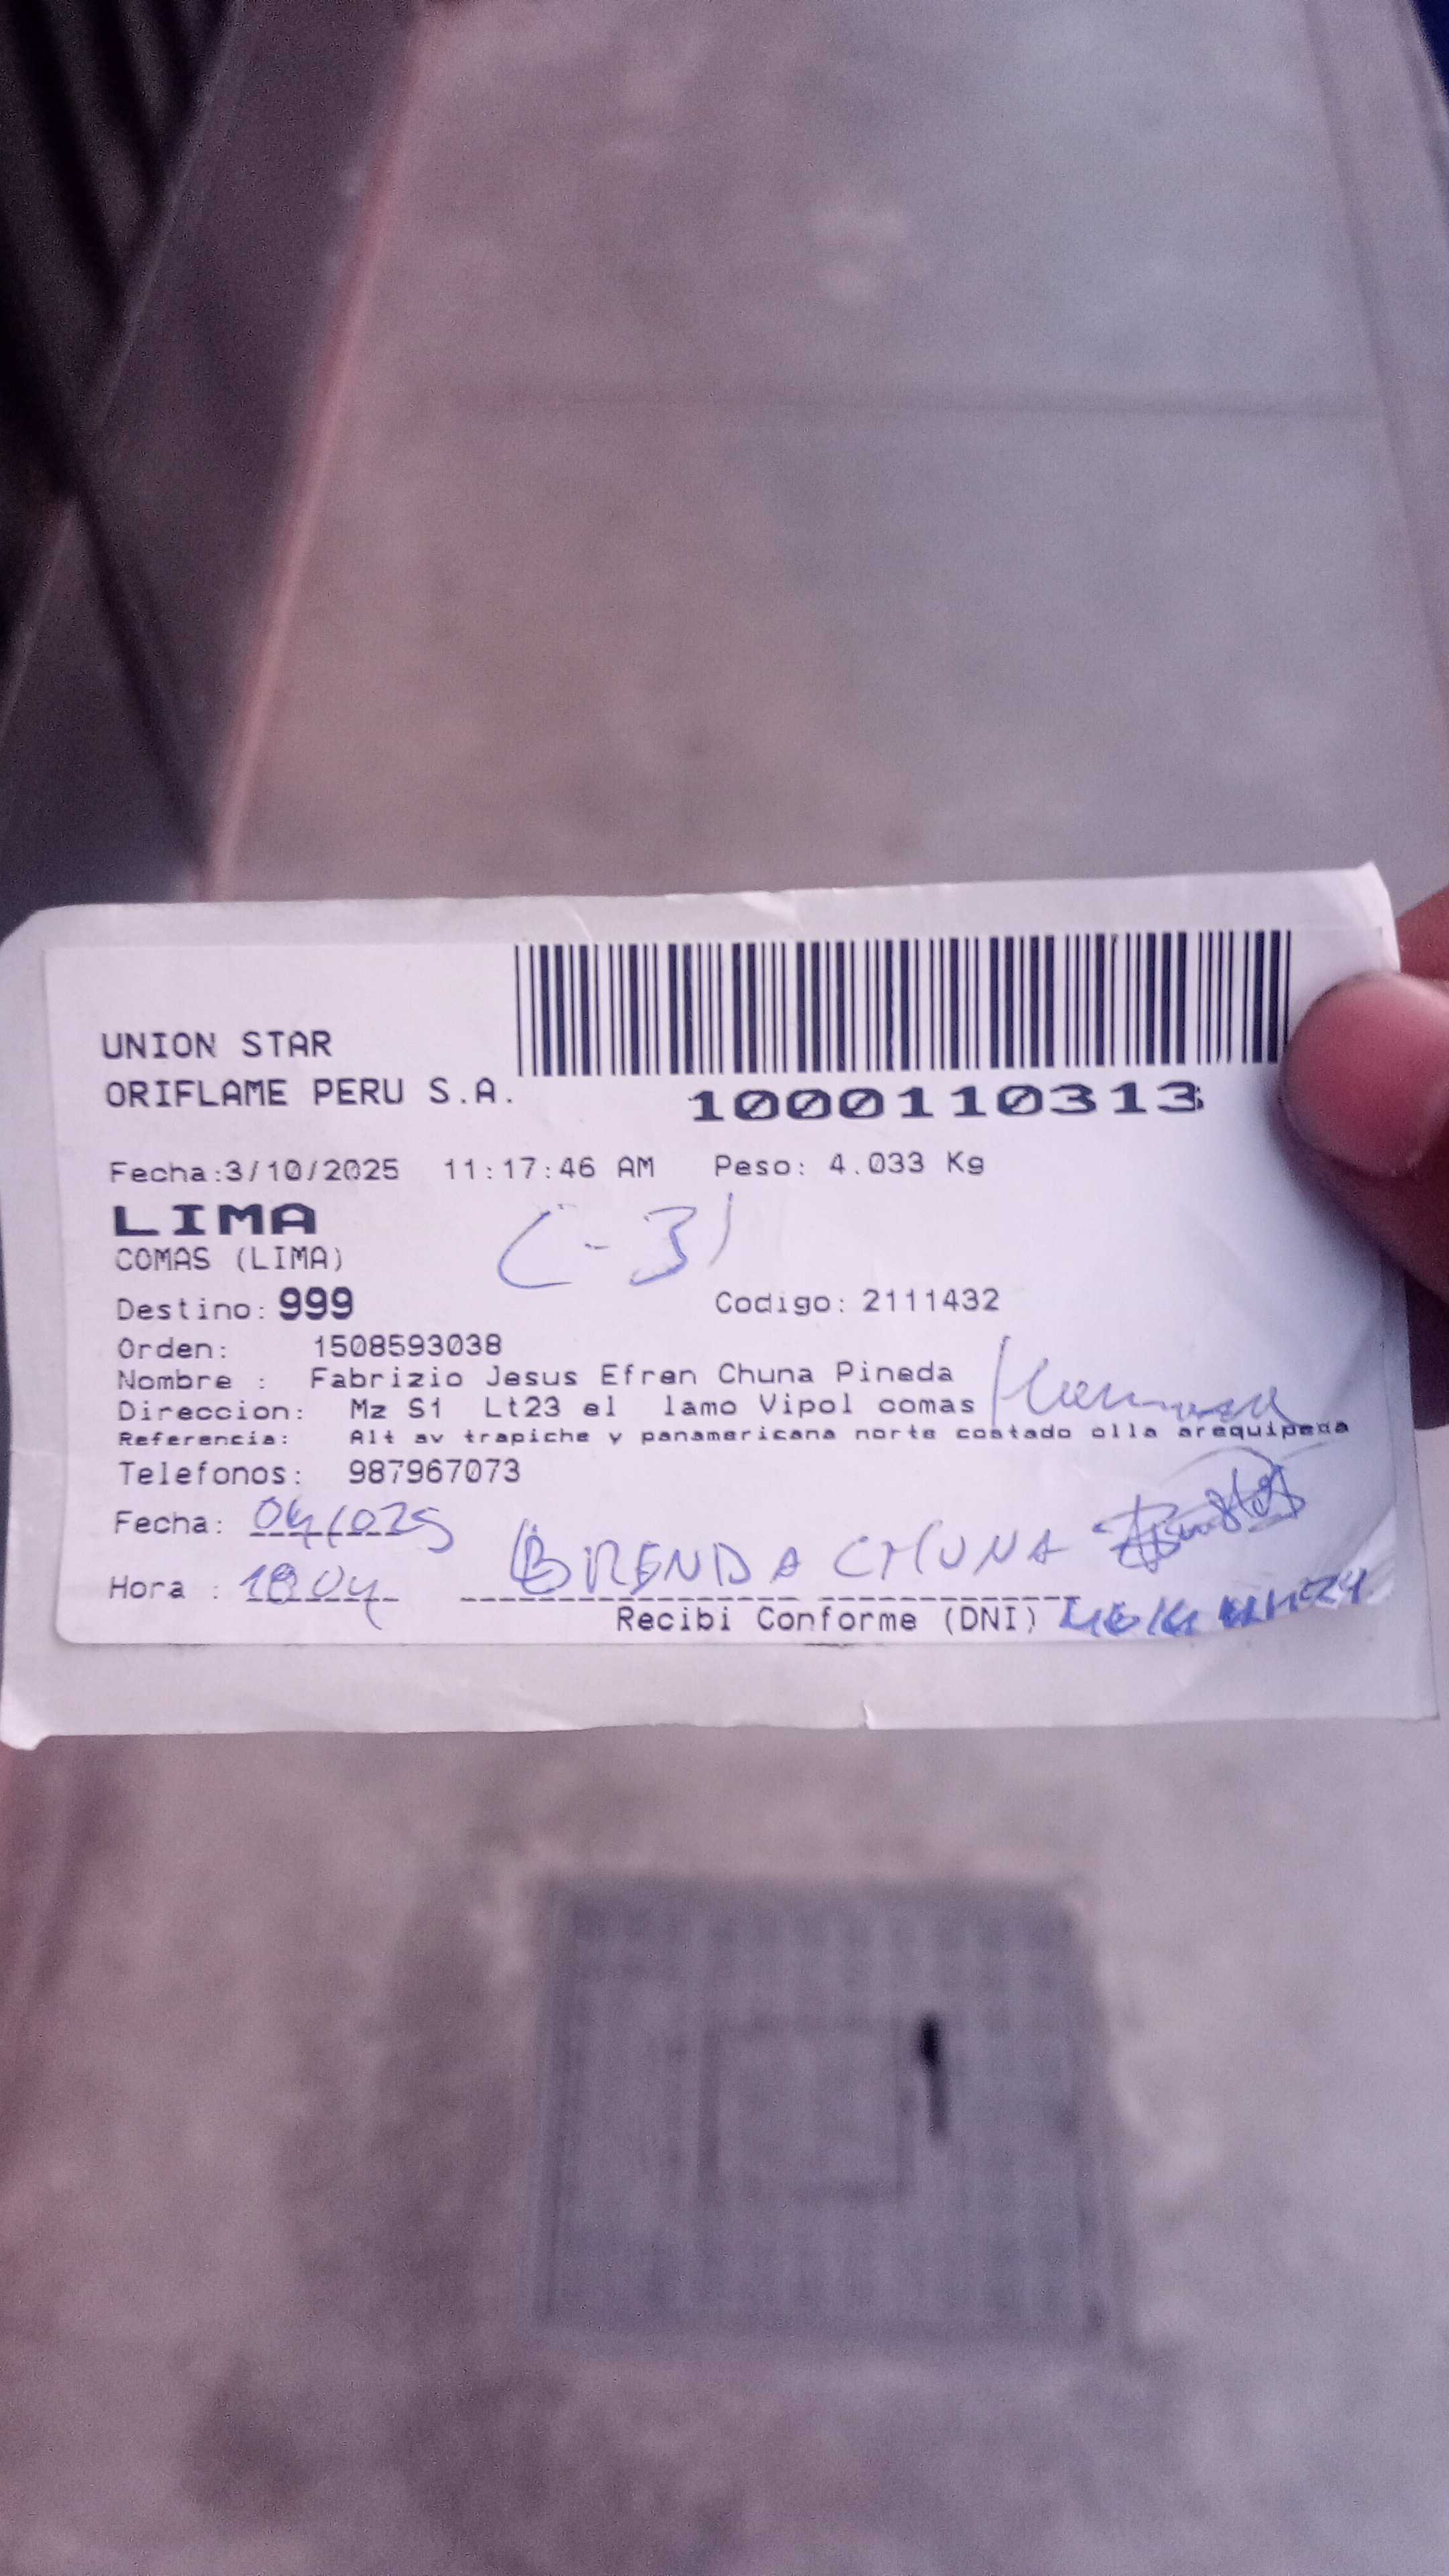 UNION STAR
ORIFLAME PERU S.A.
1000110313
Fecha:3/10/2025 11:17:46 AM Peso: 4.033 Kg
LIMA
C-31
COMAS (LIMA)
Destino: 999 Codigo: 2111432
Orden: 1508593038
Nombre : Fabrizio Jesus Efren Chuna Pineda
Direccion: Mz S1 Lt23 el lamo Vipol comas
Referencia: Alt av trapiche y panamericana norte costado olla arequipena
Telefonos: 987967073
Fecha:
BRENDA CHUNA
Hora : 18 04
Recibi Conforme (DNI)